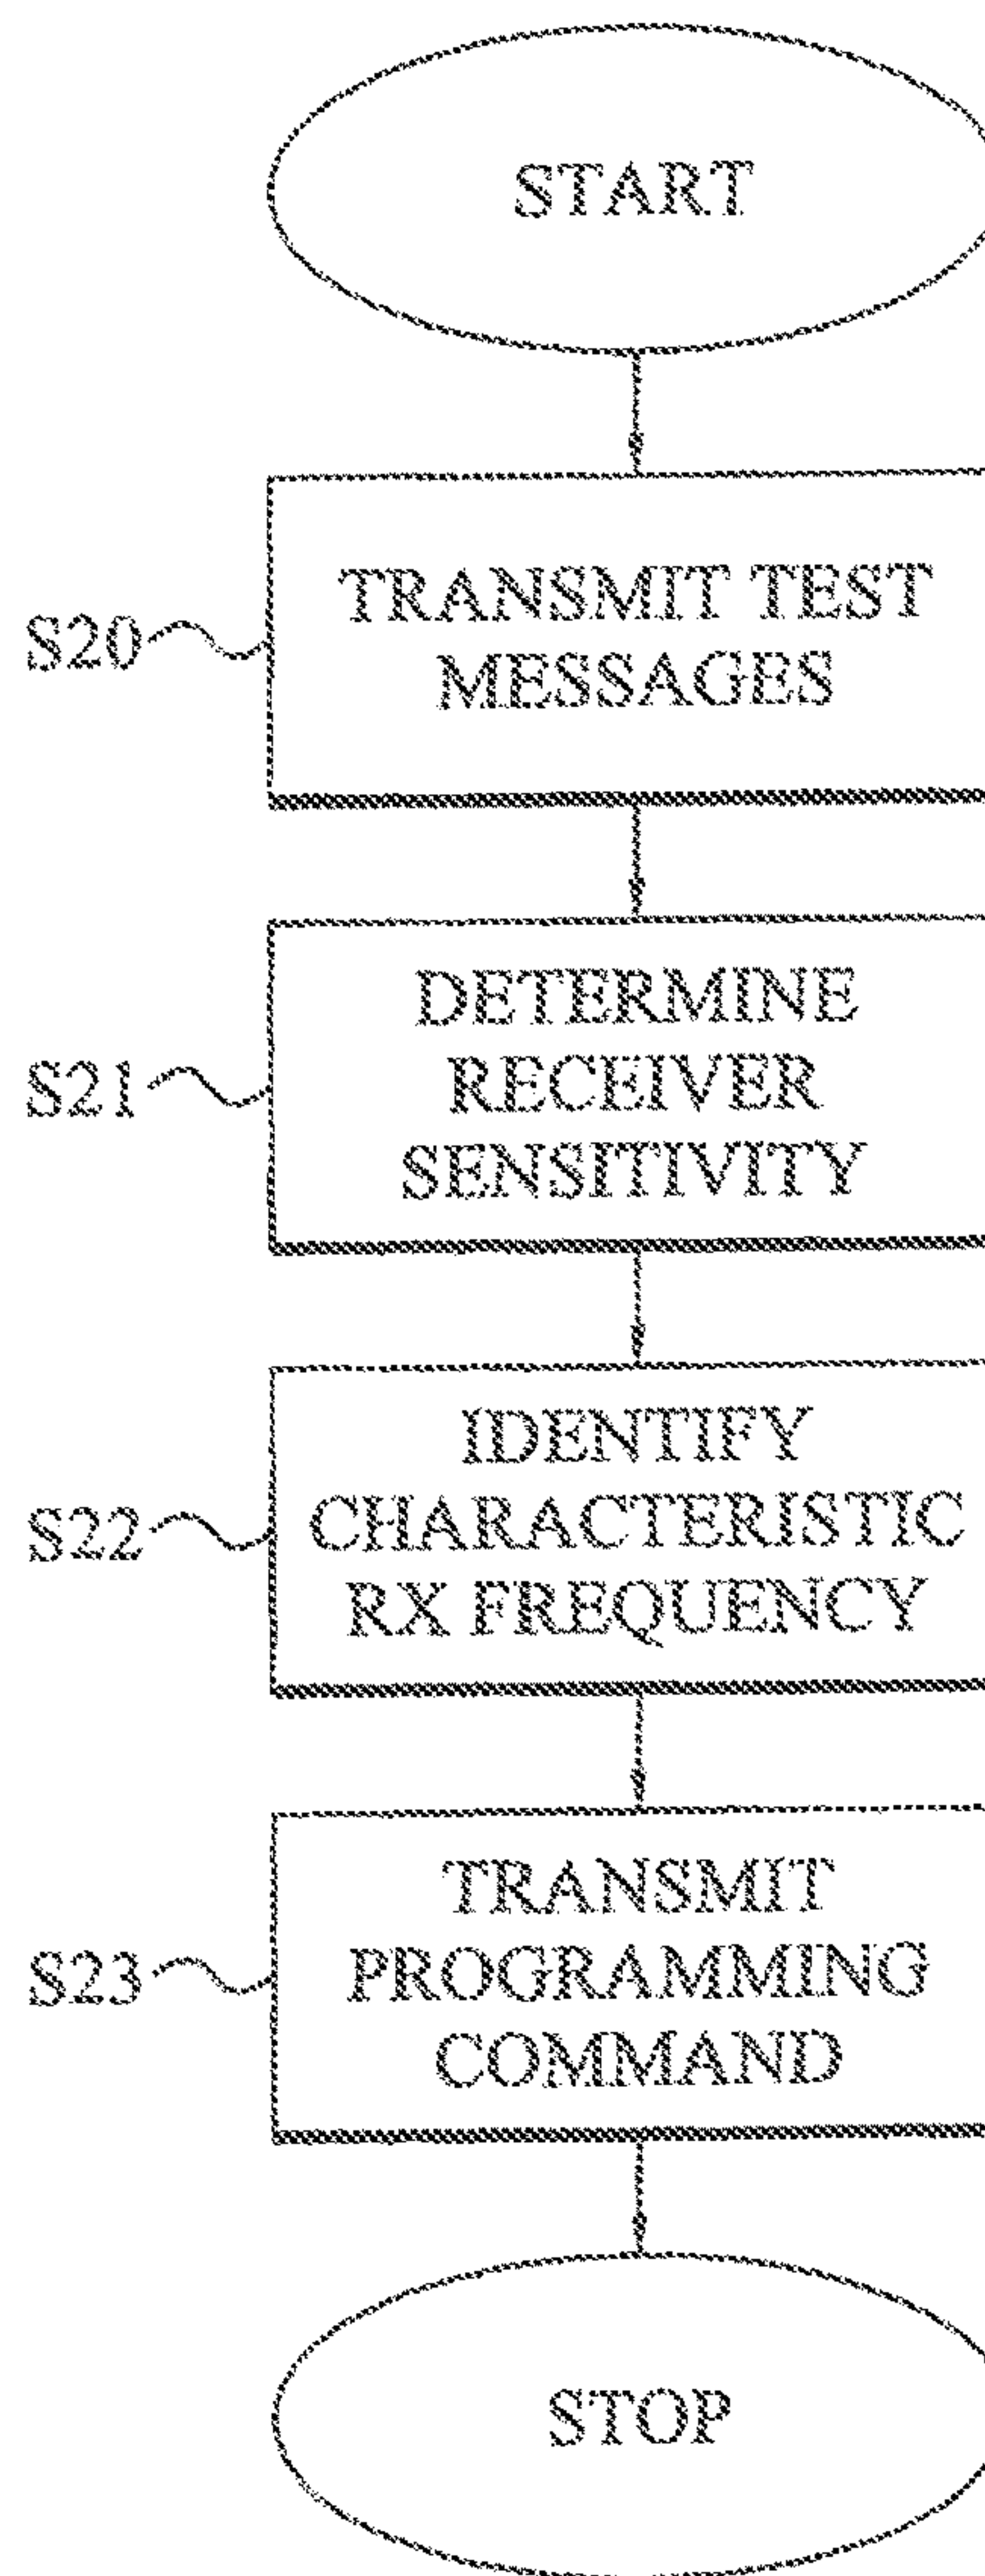 START
S20
TRANSMIT TEST
MESSAGES
S21
DETERMINE
RECEIVER
SENSITIVITY
S22
IDENTIFY
CHARACTERISTIC
RX FREQUENCY
S23
TRANSMIT
PROGRAMMING
COMMAND
STOP